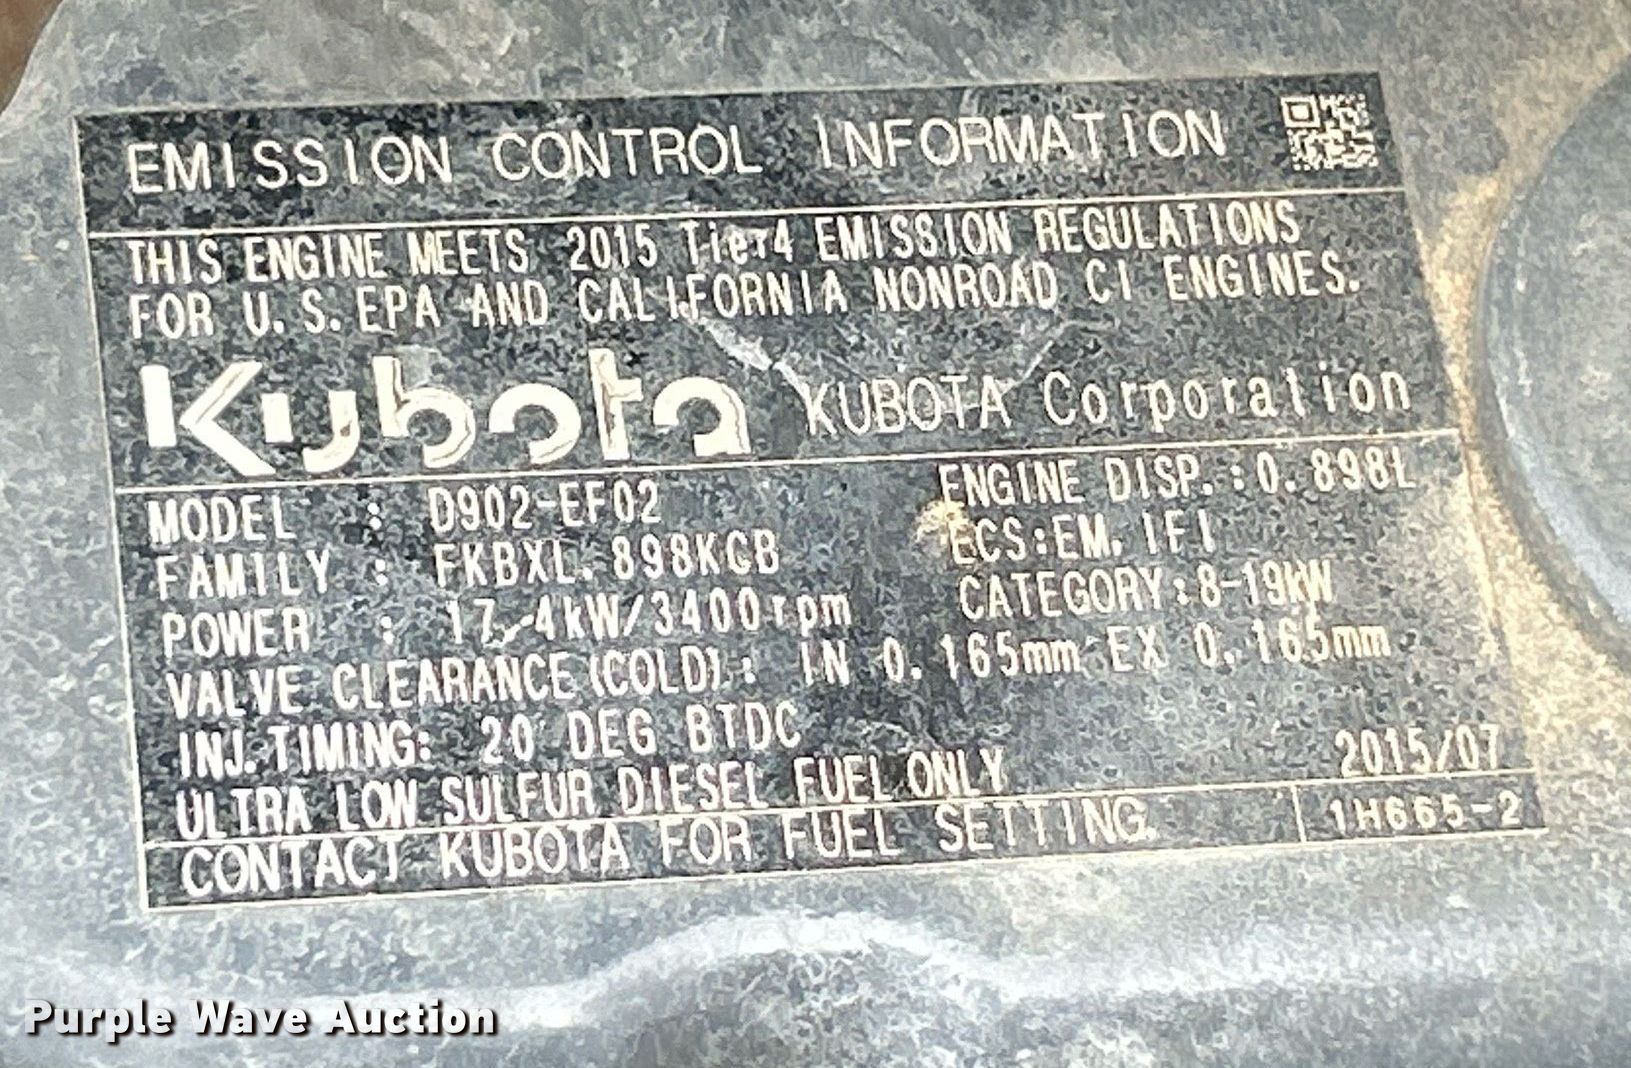 EMISSION CONTROL INFORMATION
THIS ENGINE MEETS 2015 Tier4 EMISSION REGULATIONS
FOR U.S. EPA AND CALIFORNIA NONROAD CI ENGINES.
Kubota KUBOTA Corporation
MODEL : D902-EF02 ENGINE DISP.:0.898L
FAMILY : FKBXL.898KCB ECS:EM, IFI
POWER : 17.4kW/3400rpm CATEGORY:8-19kW
VALVE CLEARANCE(COLD): IN 0.165mm EX 0.165mm
INJ.TIMING: 20 DEG BTDC
ULTRA LOW SULFUR DIESEL FUEL ONLY 2015/07
CONTACT KUBOTA FOR FUEL SETTING. 1H665-2
Purple Wave Auction